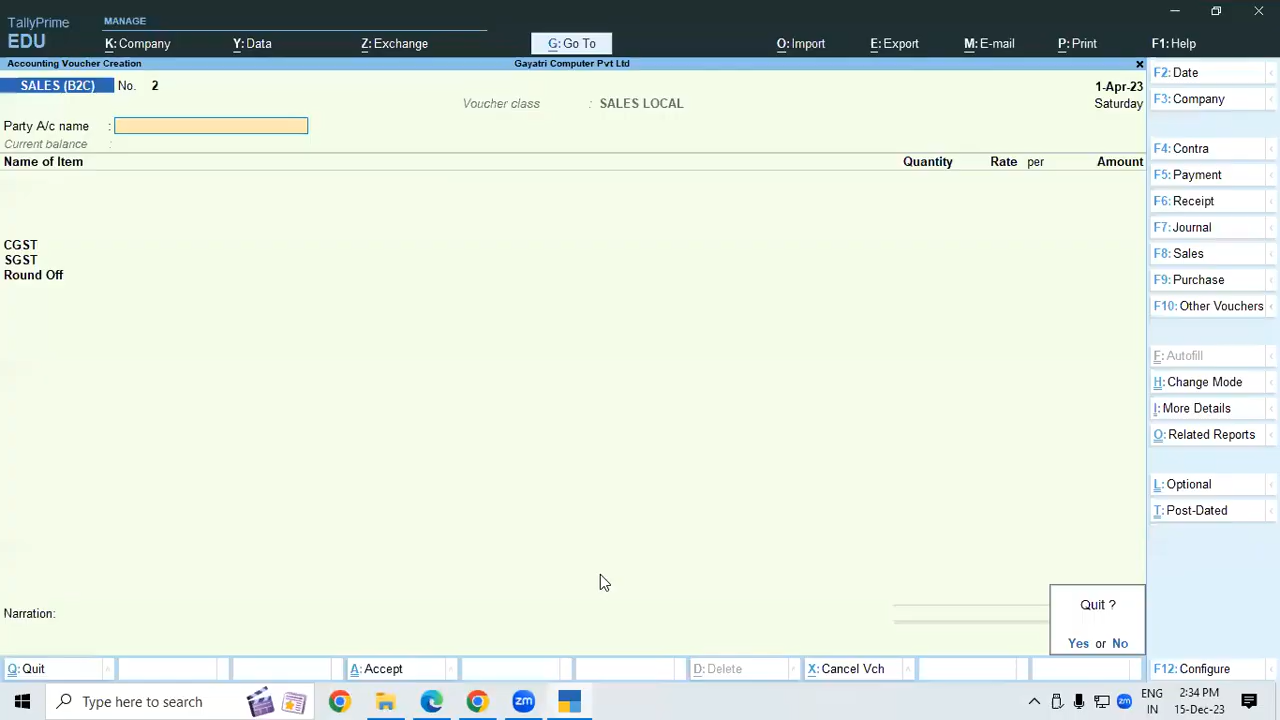 TallyPrime
EDU
MANAGE
K: Company
Y: Data
Z: Exchange
G: Go To
O: Import
E: Export
M: E-mail
P: Print
F1: Help
Accounting Voucher Creation
Gayatri Computer Pvt Ltd
SALES (B2C)
No. 2
1-Apr-23
Voucher class : SALES LOCAL
Saturday
Party A/c name :
Current balance :
Name of Item
Quantity
Rate
per
Amount
CGST
SGST
Round Off
Narration:
Quit ?
Yes or No
F2: Date
F3: Company
F4: Contra
F5: Payment
F6: Receipt
F7: Journal
F8: Sales
F9: Purchase
F10: Other Vouchers
F: Autofill
H: Change Mode
I: More Details
O: Related Reports
L: Optional
T: Post-Dated
Q: Quit
A: Accept
D: Delete
X: Cancel Vch
F12: Configure
Type here to search
zm
zm
ENG
IN
2:34 PM
15-Dec-23